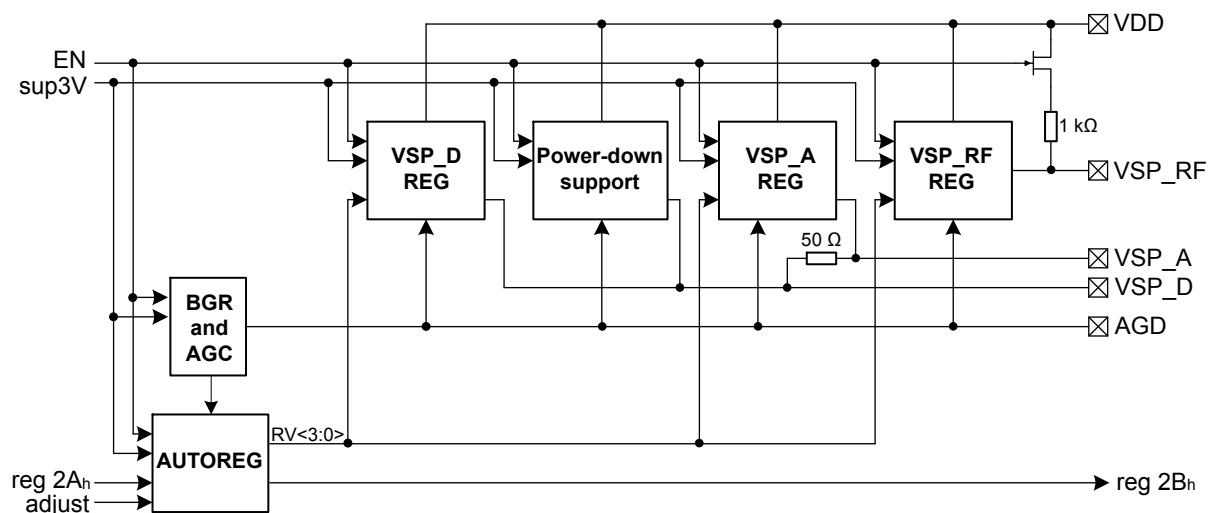 VDD
EN
sup3V
1 kΩ
VSP_D
REG
Power-down
support
VSP_A
REG
VSP_RF
REG
VSP_RF
50 Ω
VSP_A
VSP_D
BGR
and
AGC
AGD
RV<3:0>
AUTOREG
reg 2Ah
adjust
reg 2Bh